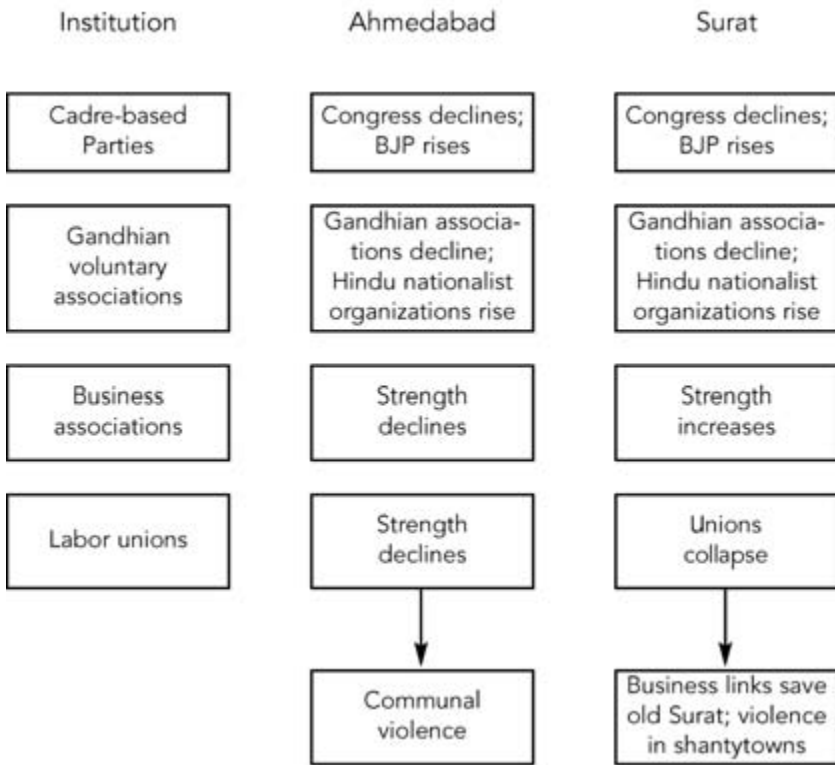 Institution
Ahmedabad
Surat
Cadre-based
Parties
Congress declines;
BJP rises
Congress declines;
BJP rises
Gandhian
voluntary
associations
Gandhian associa-
tions decline;
Hindu nationalist
organizations rise
Gandhian associa-
tions decline;
Hindu nationalist
organizations rise
Business
associations
Strength
declines
Strength
increases
Labor unions
Strength
declines
Unions
collapse
Communal
violence
Business links save
old Surat; violence
in shantytowns